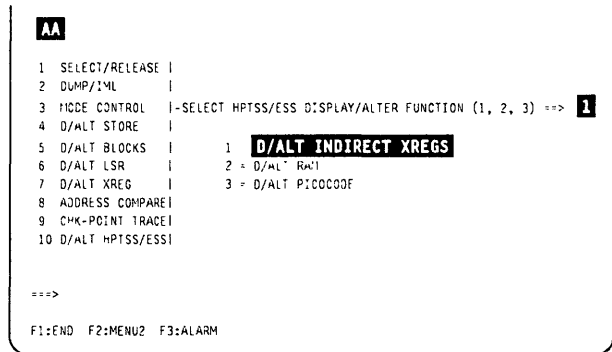 AA
1 SELECT/RELEASE |
2 DUMP/IML |
3 MODE CONTROL |-SELECT HPTSS/ESS DISPLAY/ALTER FUNCTION (1, 2, 3) ==> 1
4 D/ALT STORE |
5 D/ALT BLOCKS | 1 D/ALT INDIRECT XREGS
6 D/ALT LSR | 2 = D/ALT RAM
7 D/ALT XREG | 3 = D/ALT PICOCODE
8 ADDRESS COMPARE|
9 CHK-POINT TRACE|
10 D/ALT HPTSS/ESS|
===>
F1:END F2:MENU2 F3:ALARM